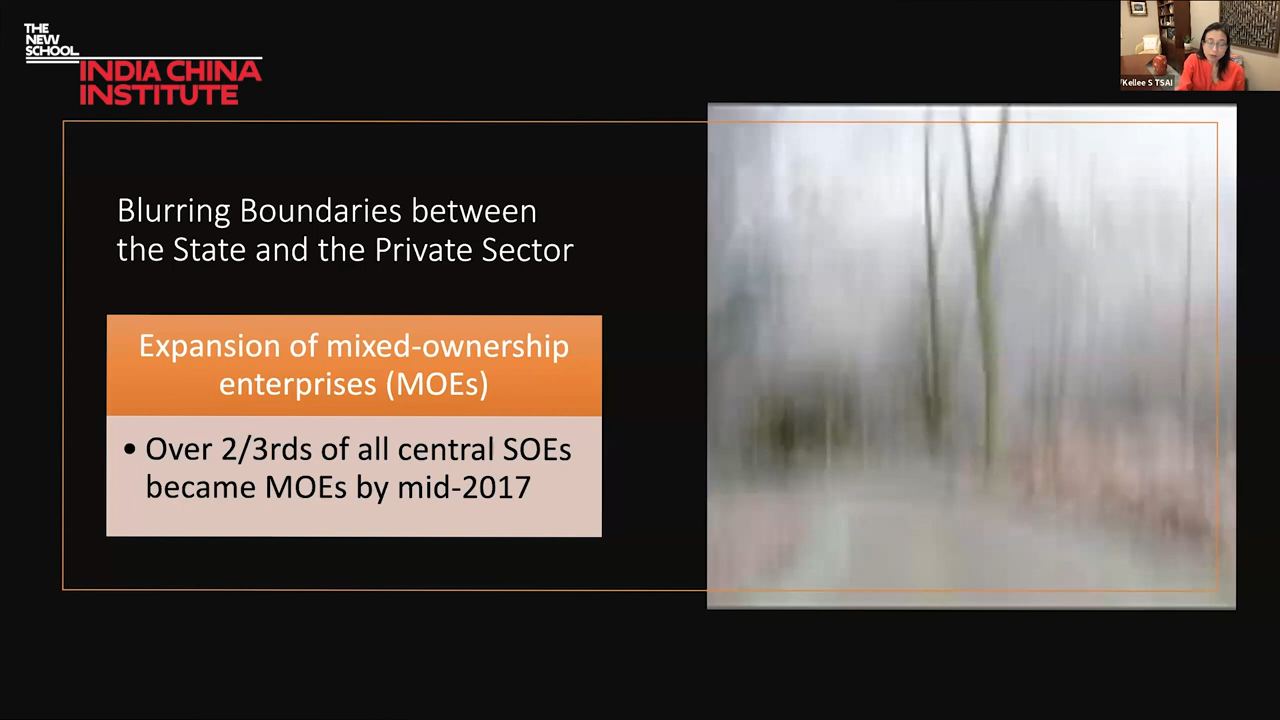 THE
NEW
SCHOOL
INDIA CHINA
INSTITUTE
Kellee S TSAI
Blurring Boundaries between
the State and the Private Sector
Expansion of mixed-ownership
enterprises (MOEs)
• Over 2/3rds of all central SOEs
became MOEs by mid-2017